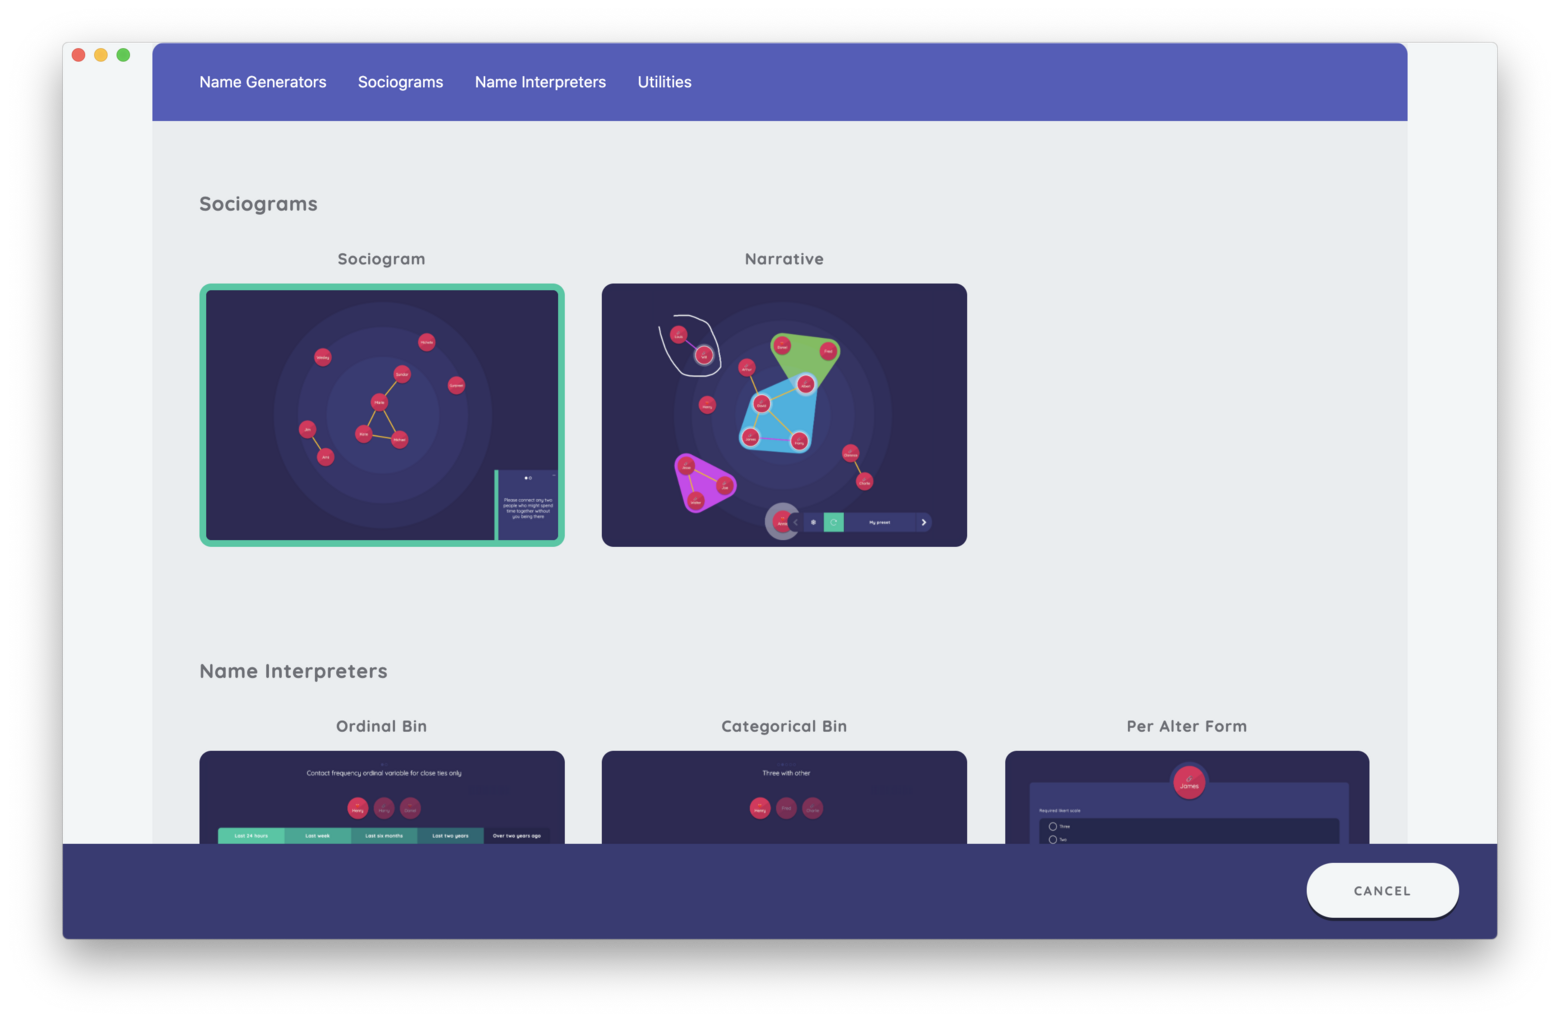 Name Generators
Sociograms
Name Interpreters
Utilities
Sociograms
Sociogram
Narrative
Please connect any two
people who might spend
time together without
you being there
My preset
Name Interpreters
Ordinal Bin
Categorical Bin
Per Alter Form
Contact frequency ordinal variable for close ties only
Henry
Last 24 hours
Last week
Last six months
Last two years
Over two years ago
Three with other
Henry
James
Required likert scale
Three
Two
CANCEL